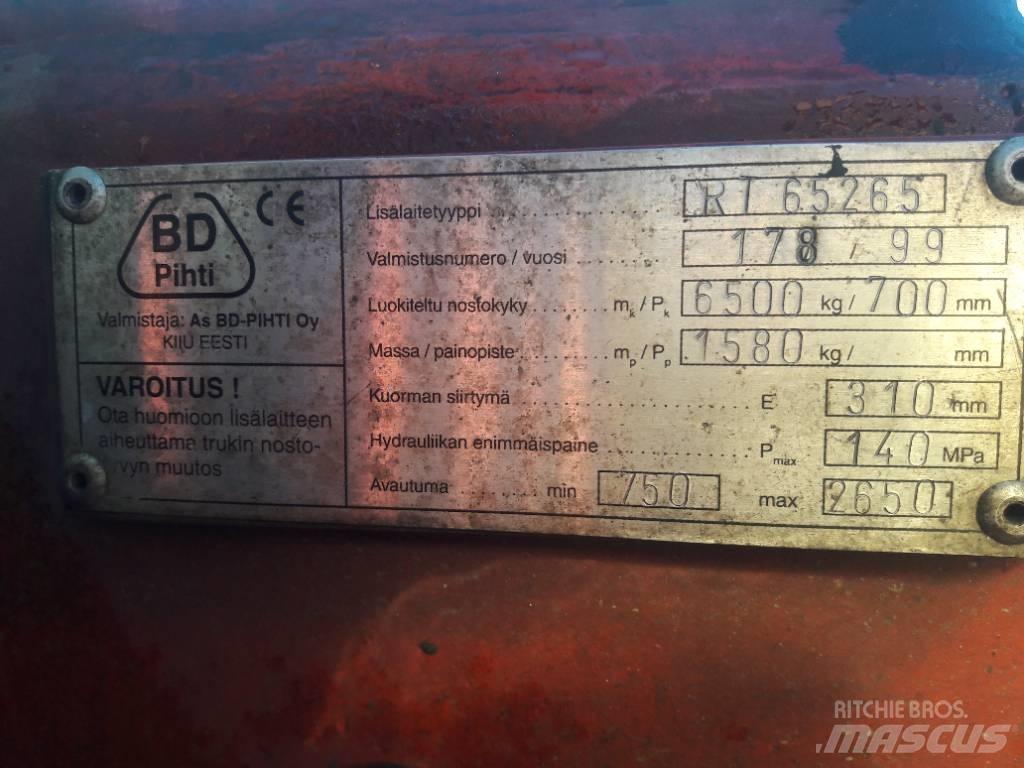 BD
Pihti
CE
Valmistaja: As BD-PIHTI Oy
KIIU EESTI
VAROITUS !
Ota huomioon lisälaitteen
aiheuttama trukin nosto-
kyvyn muutos
Lisälaitetyyppi RT 65265
Valmistusnumero / vuosi 178 / 99
Luokiteltu nostokyky mk / Pk 6500 kg / 700 mm
Massa / painopiste mp / Pp 1580 kg / mm
Kuorman siirtymä E 310 mm
Hydrauliikan enimmäispaine Pmax 140 MPa
Avautuma min 750 max 2650
RITCHIE BROS.
MASCUS